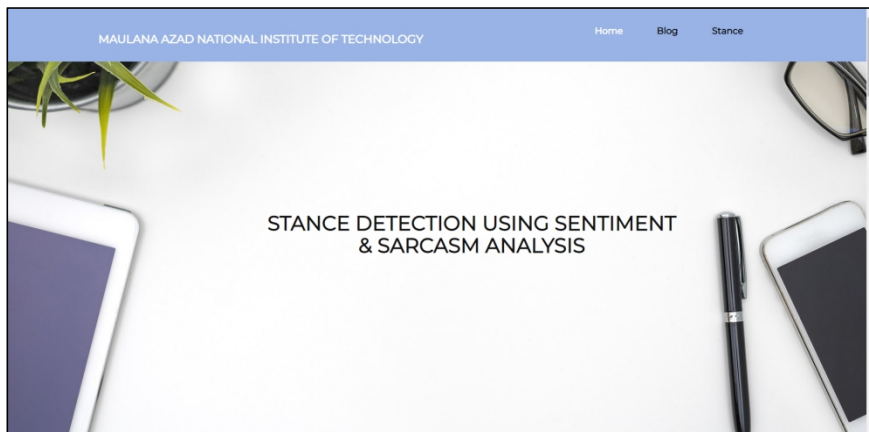 MAULANA AZAD NATIONAL INSTITUTE OF TECHNOLOGY
Home Blog Stance
STANCE DETECTION USING SENTIMENT
& SARCASM ANALYSIS